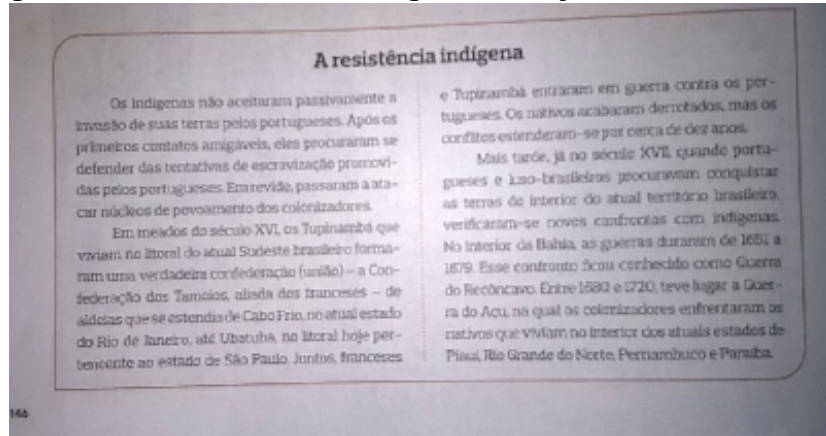 A resistência indígena
Os indígenas não aceitaram passivamente a
invasão de suas terras pelos portugueses. Após os
primeiros contatos amigáveis, eles procuraram se
defender das tentativas de escravização promovi-
das pelos portugueses. Em revide, passaram a ata-
car núcleos de povoamento dos colonizadores.
Em meados do século XVI, os Tupinambá que
viviam no litoral do atual Sudeste brasileiro forma-
ram uma verdadeira confederação (união) – a Con-
federação dos Tamoios, aliada dos franceses – de
aldeias que se estendia de Cabo Frio, no atual estado
do Rio de Janeiro, até Ubatuba, no litoral hoje per-
tencente ao estado de São Paulo. Juntos, franceses
e Tupinambá entraram em guerra contra os por-
tugueses. Os nativos acabaram derrotados, mas os
conflitos estenderam-se por cerca de dez anos.
Mais tarde, já no século XVII, quando portu-
gueses e luso-brasileiros procuravam conquistar
as terras do interior do atual território brasileiro,
verificaram-se novos confrontos com indígenas.
No interior da Bahia, as guerras duraram de 1651 a
1679. Esse confronto ficou conhecido como Guerra
do Recôncavo. Entre 1680 e 1720, teve lugar a Guer-
ra do Açu, na qual os colonizadores enfrentaram os
nativos que viviam no interior dos atuais estados de
Piauí, Rio Grande do Norte, Pernambuco e Paraíba.
146